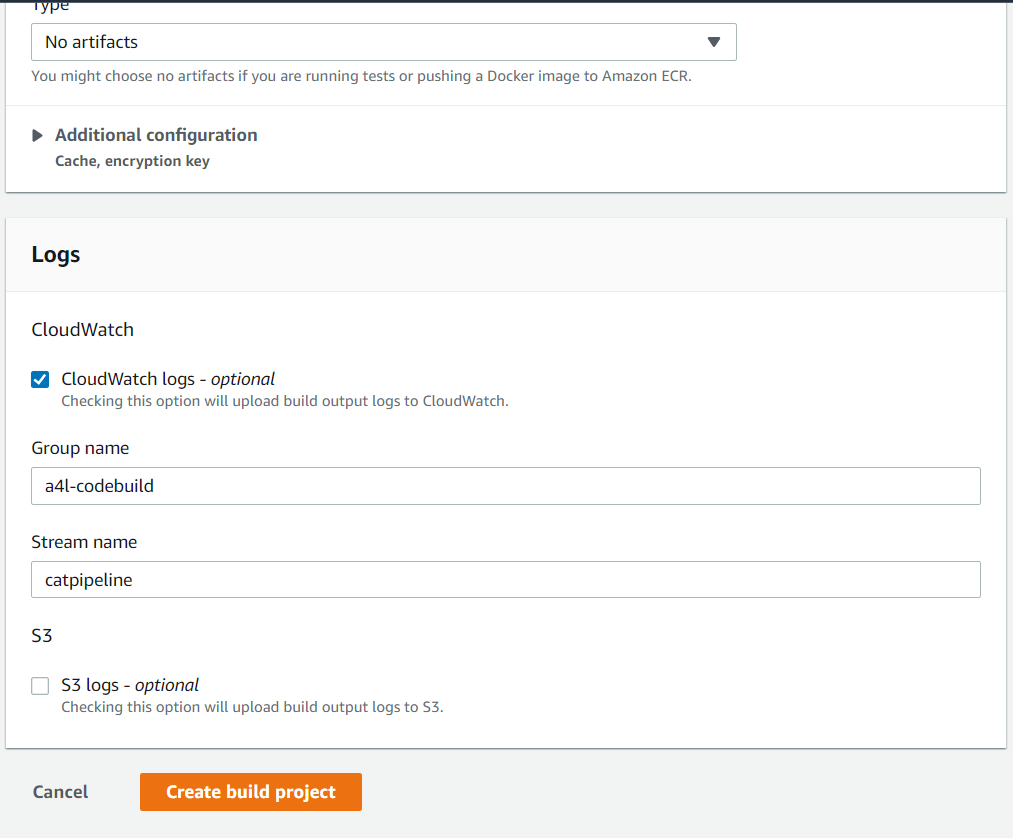 Type
No artifacts
You might choose no artifacts if you are running tests or pushing a Docker image to Amazon ECR.
Additional configuration
Cache, encryption key
Logs
CloudWatch
CloudWatch logs - optional
Checking this option will upload build output logs to CloudWatch.
Group name
a4l-codebuild
Stream name
catpipeline
S3
S3 logs - optional
Checking this option will upload build output logs to S3.
Cancel
Create build project